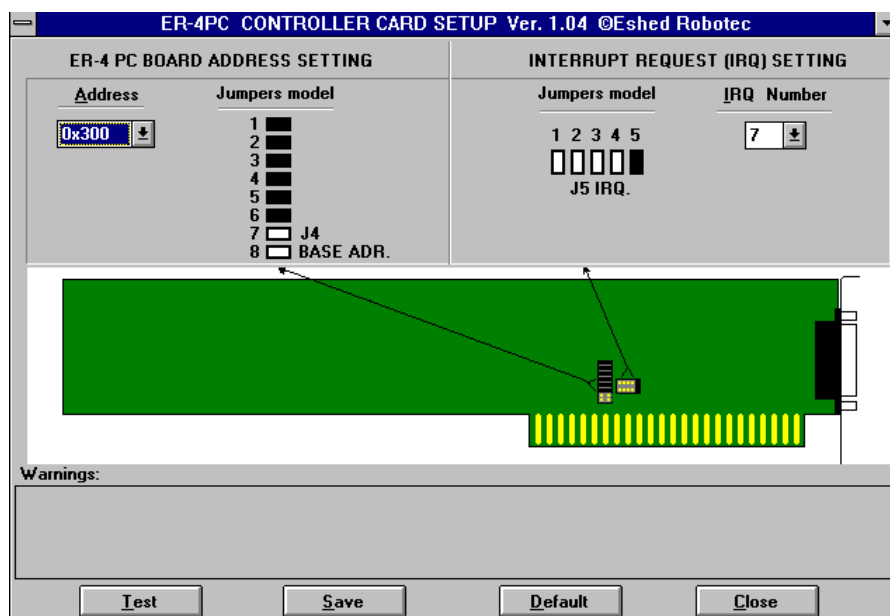 ER-4PC CONTROLLER CARD SETUP Ver. 1.04 ©Eshed Robotec
ER-4 PC BOARD ADDRESS SETTING
Address
Jumpers model
0x300
1
2
3
4
5
6
7 J4
8 BASE ADR.
INTERRUPT REQUEST (IRQ) SETTING
Jumpers model
IRQ Number
1 2 3 4 5
7
J5 IRQ.
Warnings:
Test
Save
Default
Close